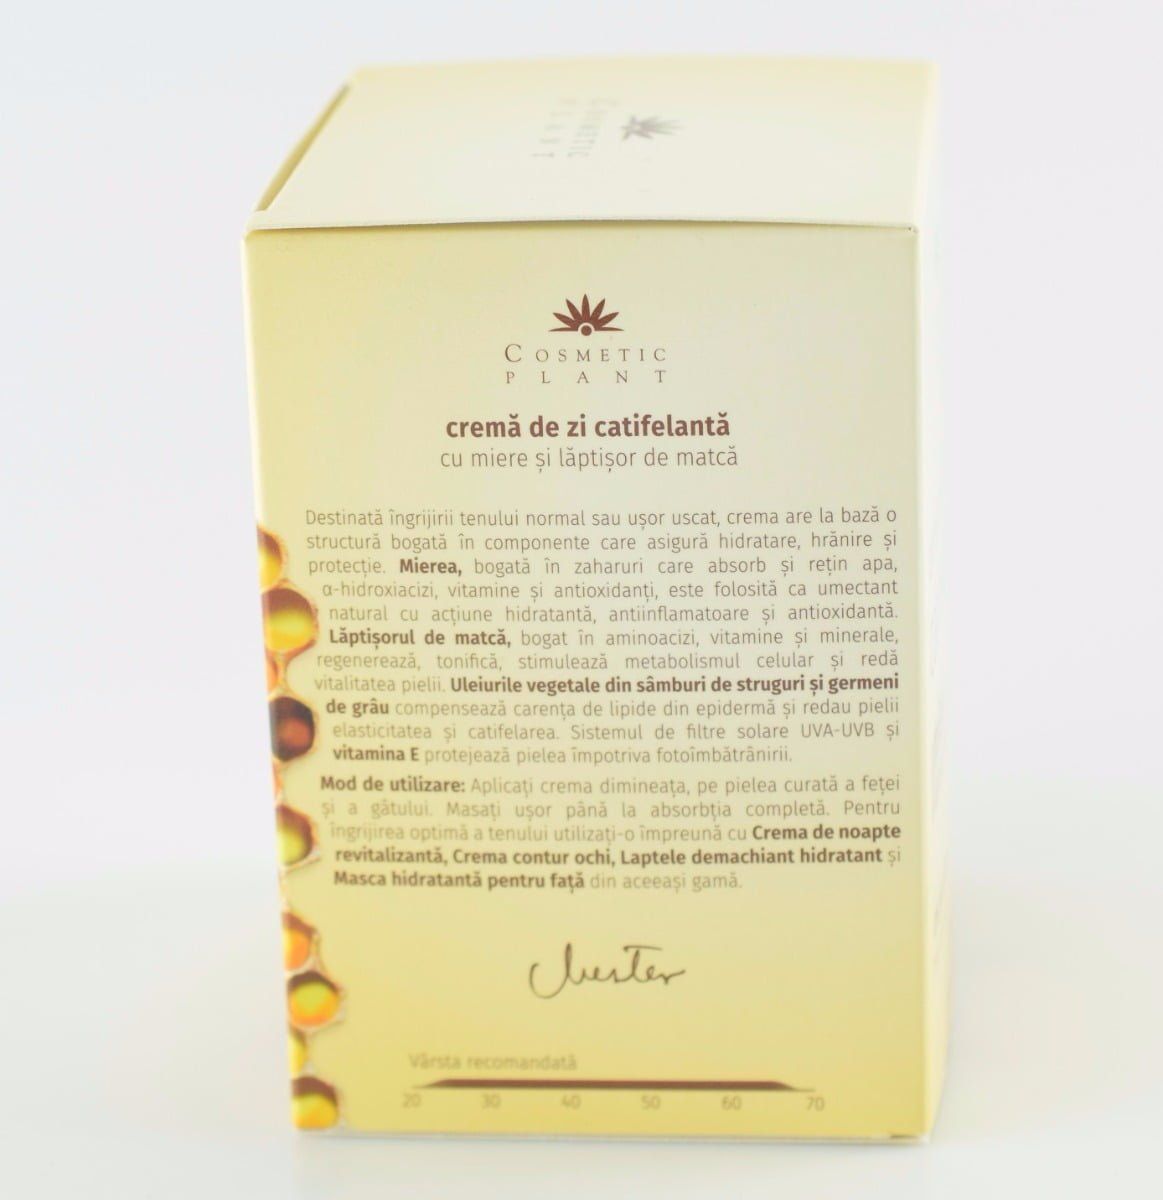 COSMETIC
PLANT
COSMETIC
PLANT
cremă de zi catifelantă
cu miere și lăptișor de matcă
Destinată îngrijirii tenului normal sau ușor uscat, crema are la bază o
structură bogată în componente care asigură hidratare, hrănire și
protecție. Mierea, bogată în zaharuri care absorb și rețin apa,
α-hidroxiacizi, vitamine și antioxidanți, este folosită ca umectant
natural cu acțiune hidratantă, antiinflamatoare și antioxidantă.
Lăptișorul de matcă, bogat în aminoacizi, vitamine și minerale,
regenerează, tonifică, stimulează metabolismul celular și redă
vitalitatea pielii. Uleiurile vegetale din sâmburi de struguri și germeni
de grâu compensează carența de lipide din epidermă și redau pielii
elasticitatea și catifelarea. Sistemul de filtre solare UVA-UVB și
vitamina E protejează pielea împotriva fotoîmbătrânirii.
Mod de utilizare: Aplicați crema dimineața, pe pielea curată a feței
și a gâtului. Masați ușor până la absorbția completă. Pentru
îngrijirea optimă a tenului utilizați-o împreună cu Crema de noapte
revitalizantă, Crema contur ochi, Laptele demachiant hidratant și
Masca hidratantă pentru față din aceeași gamă.
Vârsta recomandată
20 30 40 50 60 70